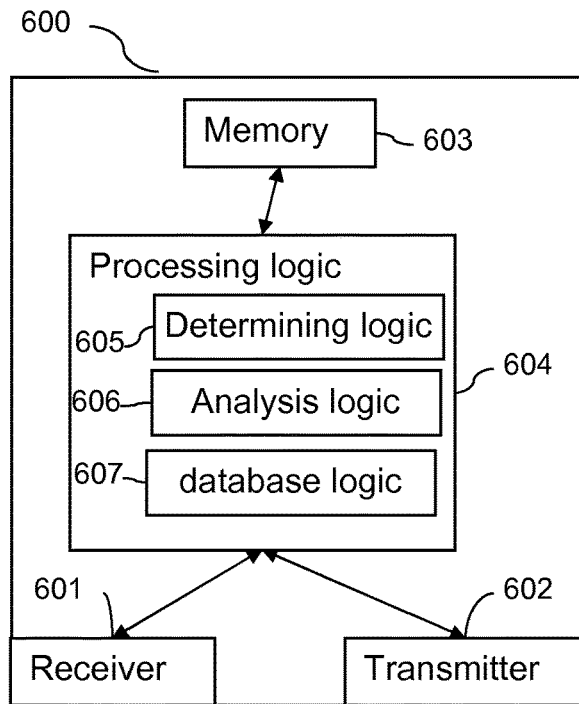 600
Memory
603
Processing logic
605
Determining logic
604
606
Analysis logic
607
database logic
601
602
Receiver
Transmitter